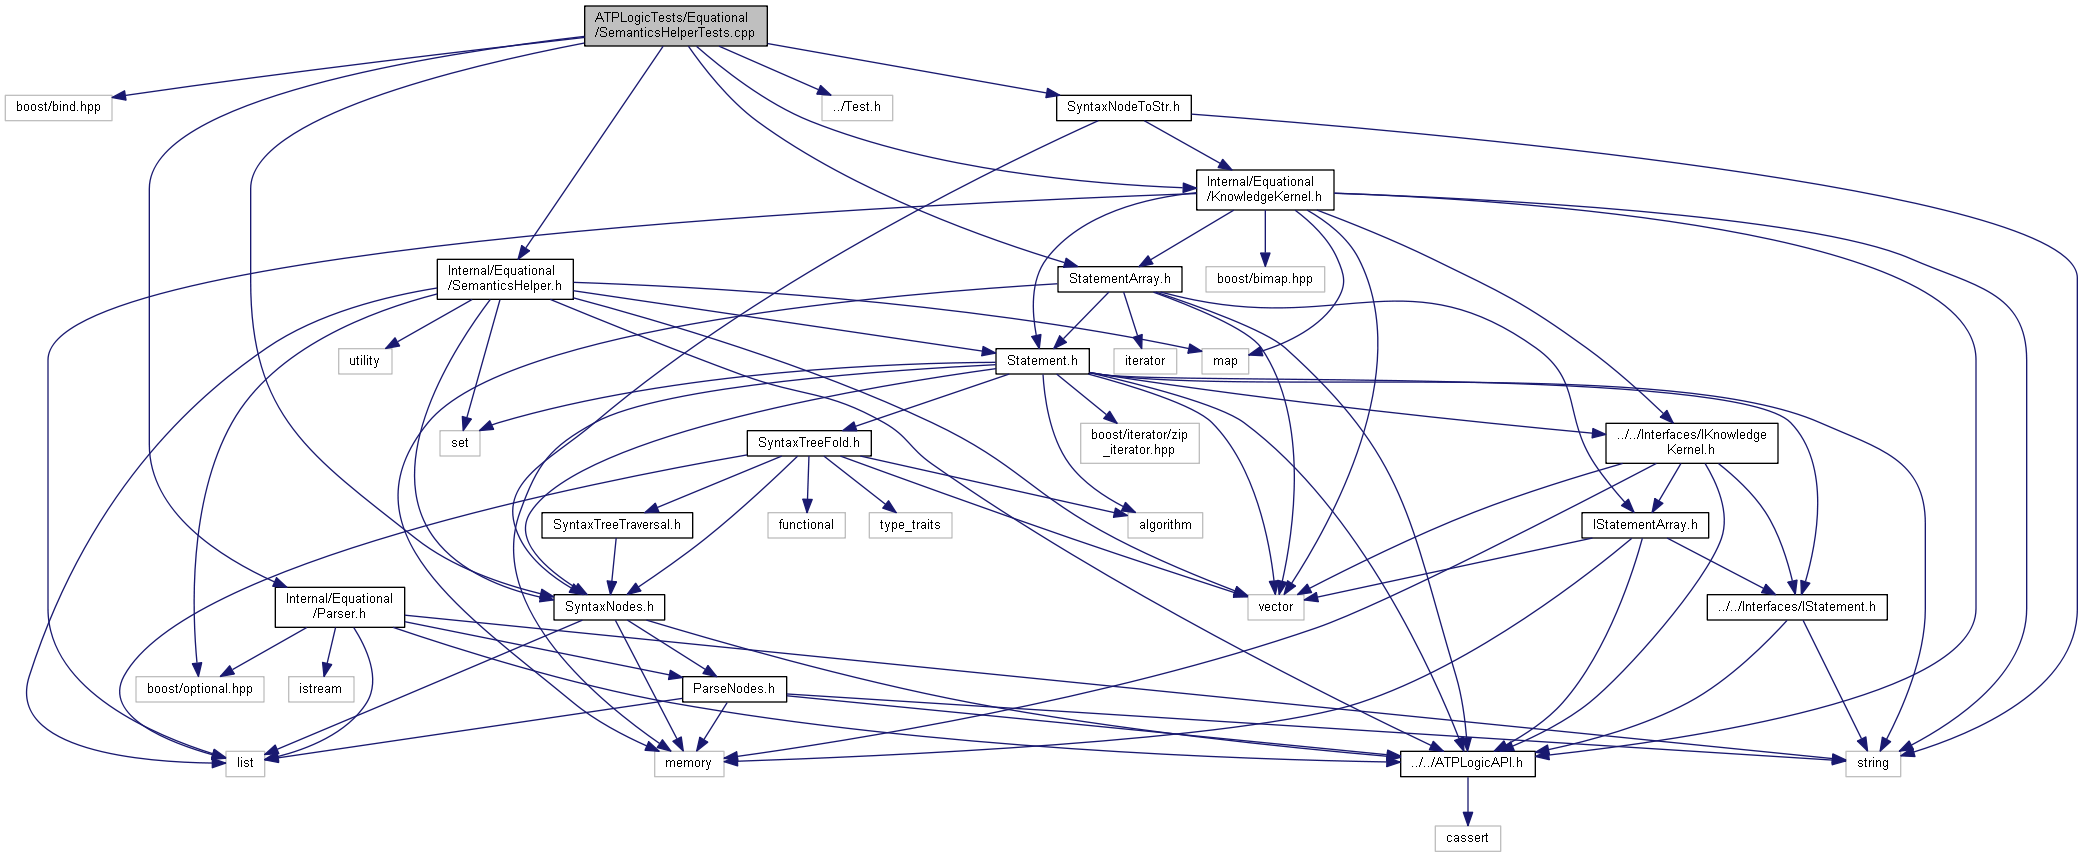 ATPLogicTests/Equational
/SemanticsHelperTests.cpp
boost/bind.hpp
../Test.h
SyntaxNodeToStr.h
Internal/Equational
/KnowledgeKernel.h
Internal/Equational
/SemanticsHelper.h
StatementArray.h
boost/bimap.hpp
utility
Statement.h
iterator
map
set
SyntaxTreeFold.h
boost/iterator/zip
_iterator.hpp
../../Interfaces/IKnowledge
Kernel.h
SyntaxTreeTraversal.h
functional
type_traits
algorithm
IStatementArray.h
Internal/Equational
/Parser.h
SyntaxNodes.h
vector
../../Interfaces/IStatement.h
boost/optional.hpp
istream
ParseNodes.h
list
memory
../../ATPLogicAPI.h
string
cassert